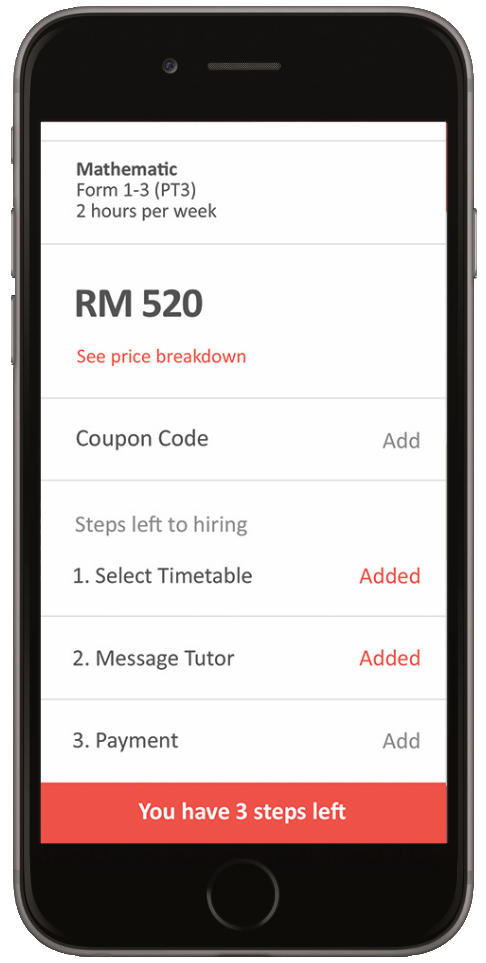 Mathematic
Form 1-3 (PT3)
2 hours per week
RM 520
See price breakdown
Coupon Code Add
Steps left to hiring
1. Select Timetable Added
2. Message Tutor Added
3. Payment Add
You have 3 steps left